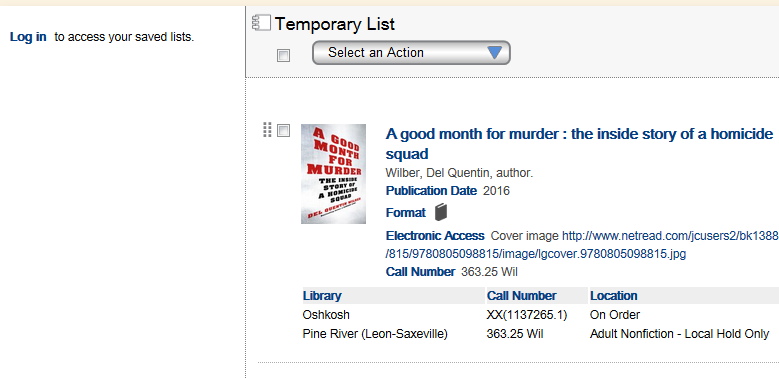 Log in to access your saved lists.
Temporary List
Select an Action
A GOOD
MONTH
FOR
MURDER
THE INSIDE
STORY OF
A HOMICIDE
SQUAD
DEL QUENTIN WILBER
A good month for murder : the inside story of a homicide
squad
Wilber, Del Quentin, author.
Publication Date 2016
Format
Electronic Access Cover image http://www.netread.com/jcusers2/bk1388
/815/9780805098815/image/lgcover.9780805098815.jpg
Call Number 363.25 Wil
Library Call Number Location
Oshkosh XX(1137265.1) On Order
Pine River (Leon-Saxeville) 363.25 Wil Adult Nonfiction - Local Hold Only